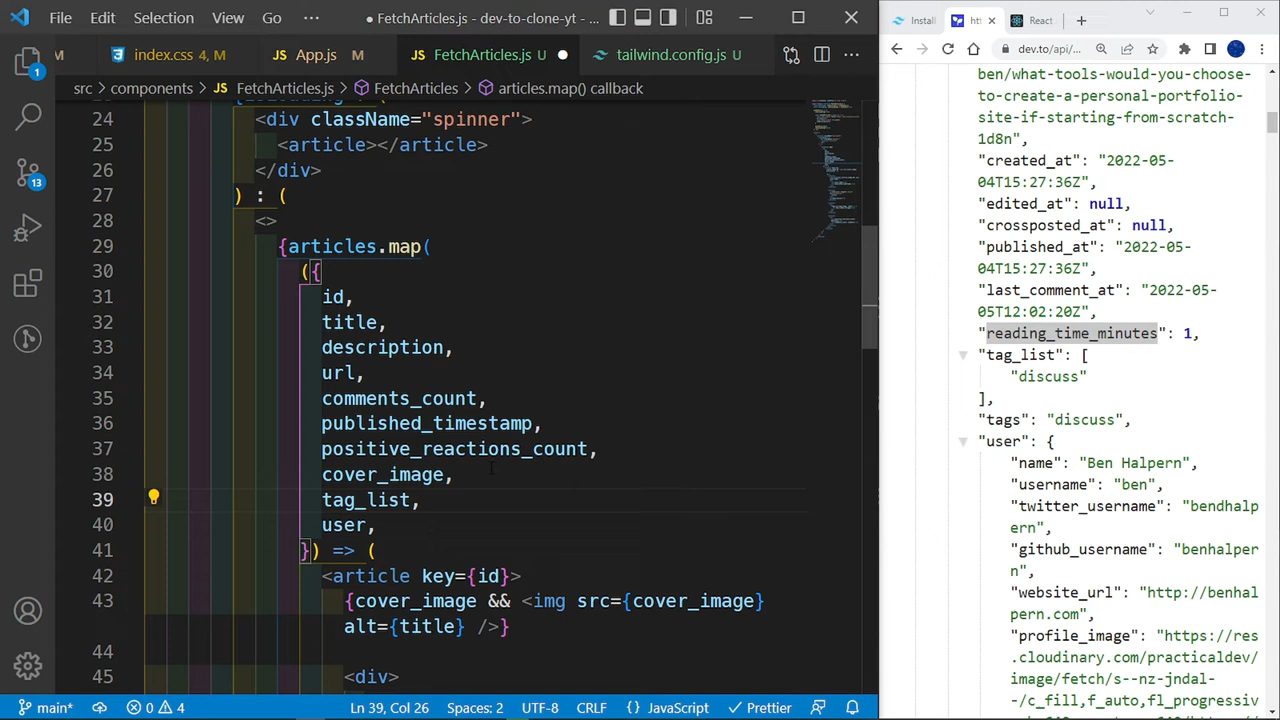 File Edit Selection View Go ···
● FetchArticles.js - dev-to-clone-yt - ...
M
index.css 4, M
JS App.js M
JS FetchArticles.js U ●
tailwind.config.js U
src > components > JS FetchArticles.js > FetchArticles > articles.map() callback
24 <div className="spinner">
25 <article></article>
26 </div>
27 ) : (
28 <>
29 {articles.map(
30 ({
31 id,
32 title,
33 description,
34 url,
35 comments_count,
36 published_timestamp,
37 positive_reactions_count,
38 cover_image,
39 tag_list,
40 user,
41 }) => (
42 <article key={id}>
43 {cover_image && <img src={cover_image}
alt={title} />}
44
45 <div>
1
13
main* 0 4 Ln 39, Col 26 Spaces: 2 UTF-8 CRLF {} JavaScript Prettier
Install
htt
React
dev.to/api/...
ben/what-tools-would-you-choose-
to-create-a-personal-portfolio-
site-if-starting-from-scratch-
1d8n",
"created_at": "2022-05-
04T15:27:36Z",
"edited_at": null,
"crossposted_at": null,
"published_at": "2022-05-
04T15:27:36Z",
"last_comment_at": "2022-05-
05T12:02:20Z",
"reading_time_minutes": 1,
"tag_list": [
"discuss"
],
"tags": "discuss",
"user": {
"name": "Ben Halpern",
"username": "ben",
"twitter_username": "bendhalp
ern",
"github_username": "benhalper
n",
"website_url": "http://benhal
pern.com",
"profile_image": "https://res
.cloudinary.com/practicaldev/
image/fetch/s--nz-jndal-
-/c_fill,f_auto,fl_progressiv